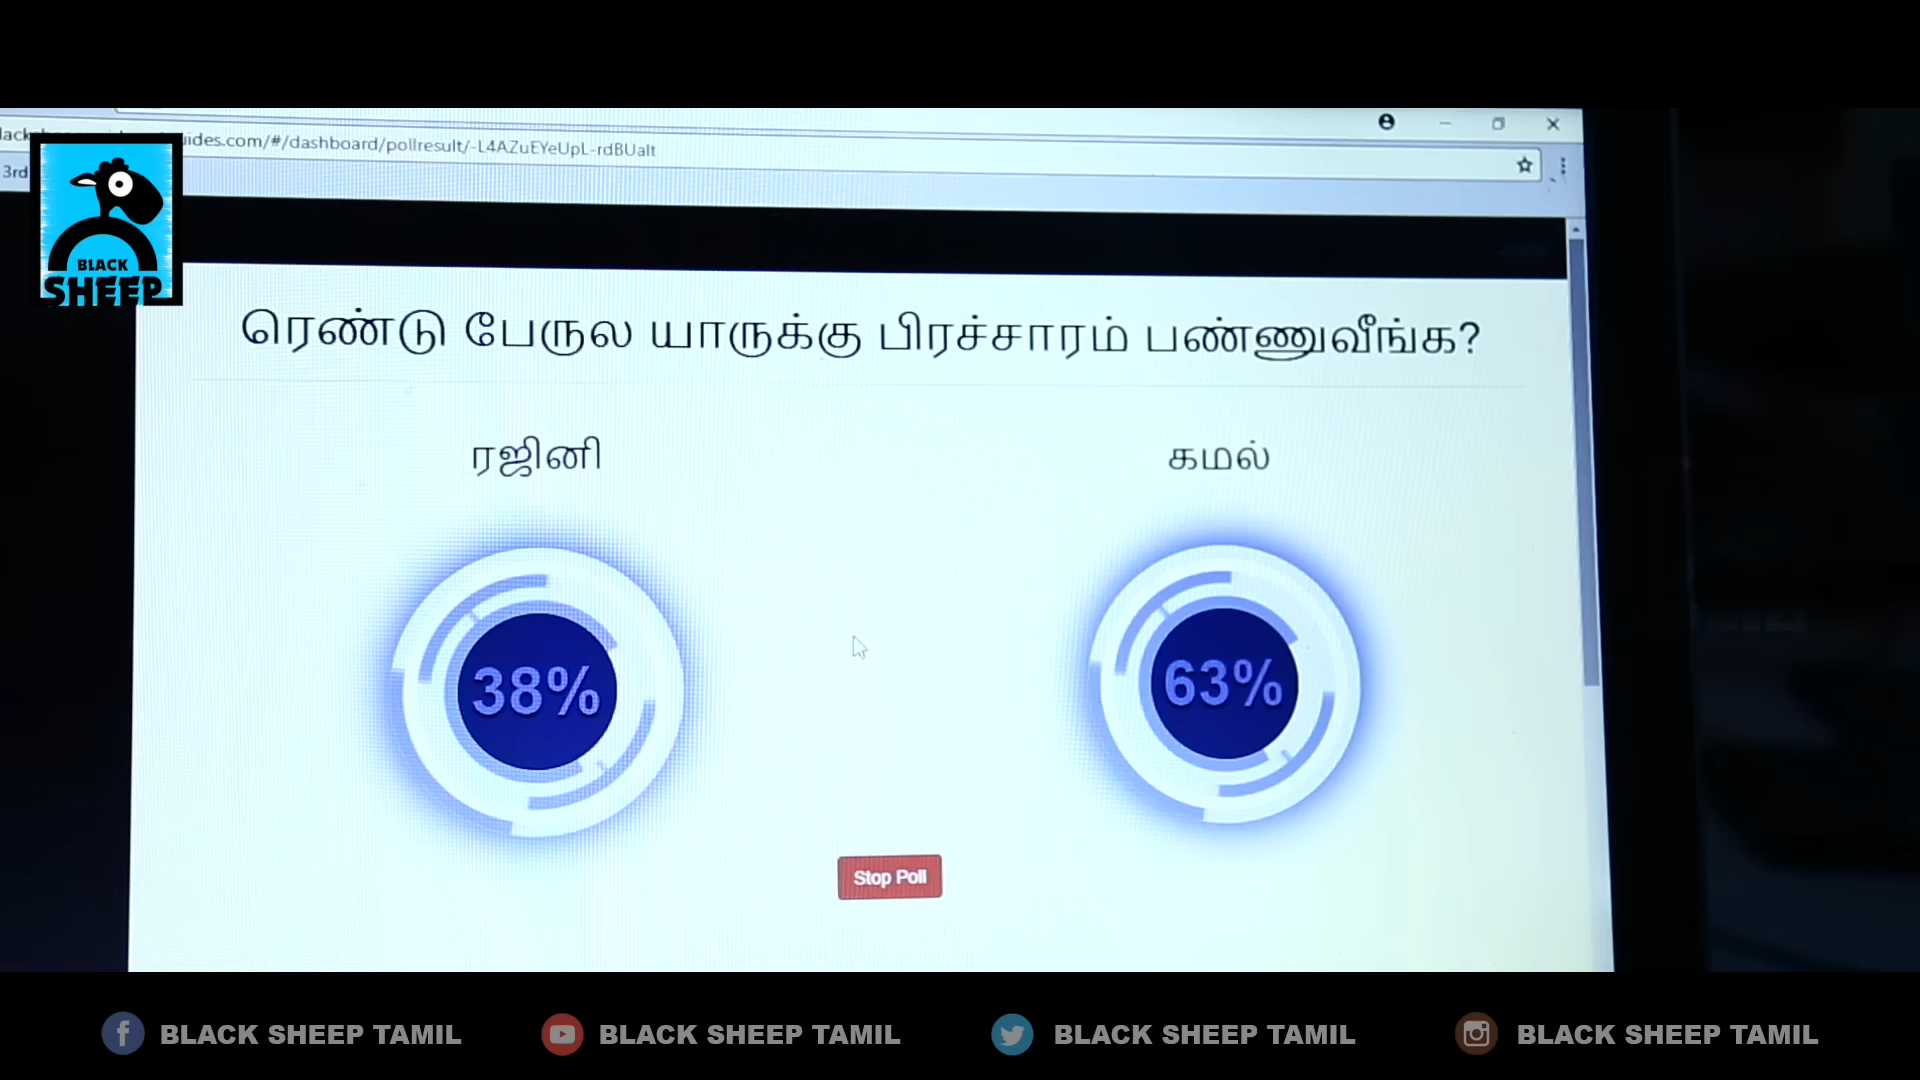 ides.com/#/dashboard/pollresult/-L4AZuEYeUpL-rdBUalt
3rd
BLACK
SHEEP
ரெண்டு பேருல யாருக்கு பிரச்சாரம் பண்ணுவீங்க?
ரஜினி
கமல்
38%
63%
Stop Poll
BLACK SHEEP TAMIL
BLACK SHEEP TAMIL
BLACK SHEEP TAMIL
BLACK SHEEP TAMIL